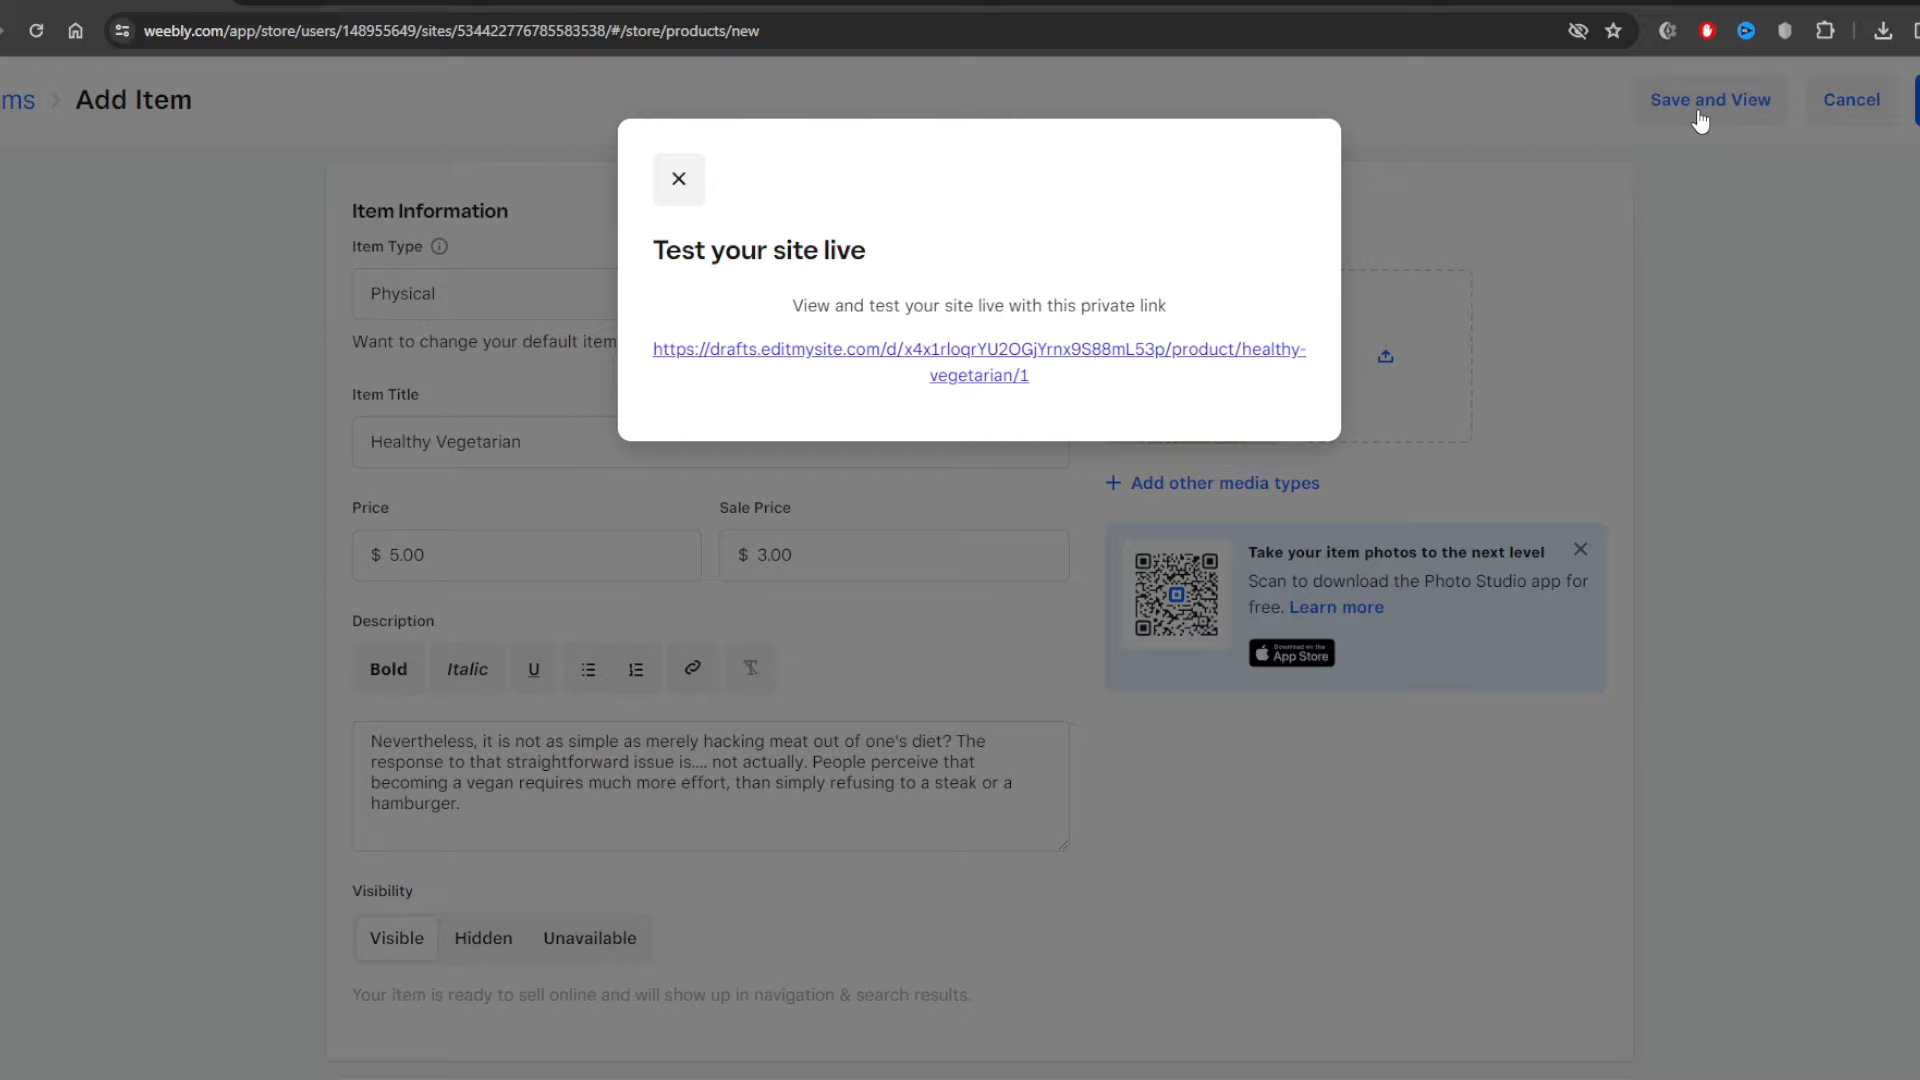 weebly.com/app/store/users/148955649/sites/534422776785583538/#/store/products/new
ms > Add Item
Save and View
Cancel
Test your site live
View and test your site live with this private link
https://drafts.editmysite.com/d/x4x1rloqrYU2OGjYrnx9S88mL53p/product/healthy-
vegetarian/1
Item Information
Item Type
Physical
Want to change your default item
Item Title
Healthy Vegetarian
Price
Sale Price
$ 5.00
$ 3.00
Description
Bold
Italic
U
Nevertheless, it is not as simple as merely hacking meat out of one's diet? The
response to that straightforward issue is.... not actually. People perceive that
becoming a vegan requires much more effort, than simply refusing to a steak or a
hamburger.
Visibility
Visible
Hidden
Unavailable
Your item is ready to sell online and will show up in navigation & search results.
+ Add other media types
Take your item photos to the next level
Scan to download the Photo Studio app for
free. Learn more
Download on the
App Store